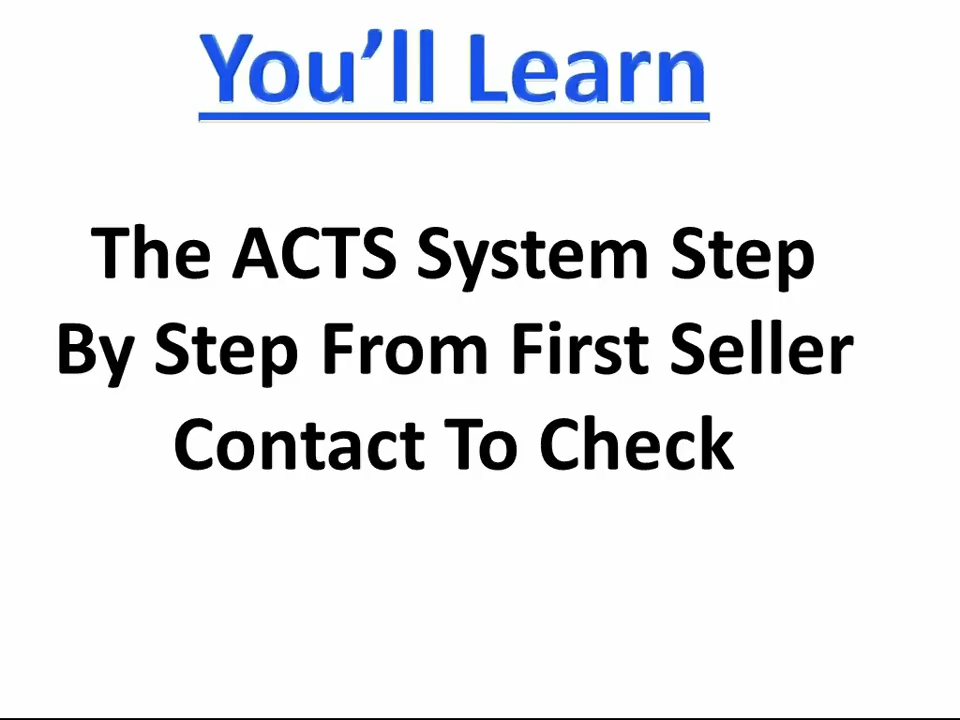 You’ll Learn
The ACTS System Step
By Step From First Seller
Contact To Check